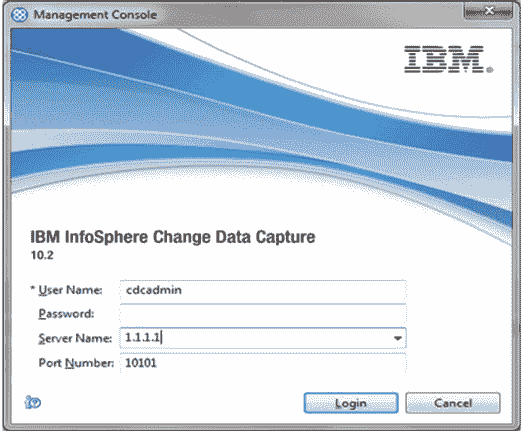 Management Console
IBM
IBM InfoSphere Change Data Capture
10.2
* User Name: cdcadmin
Password:
Server Name: 1.1.1.1
Port Number: 10101
Login Cancel